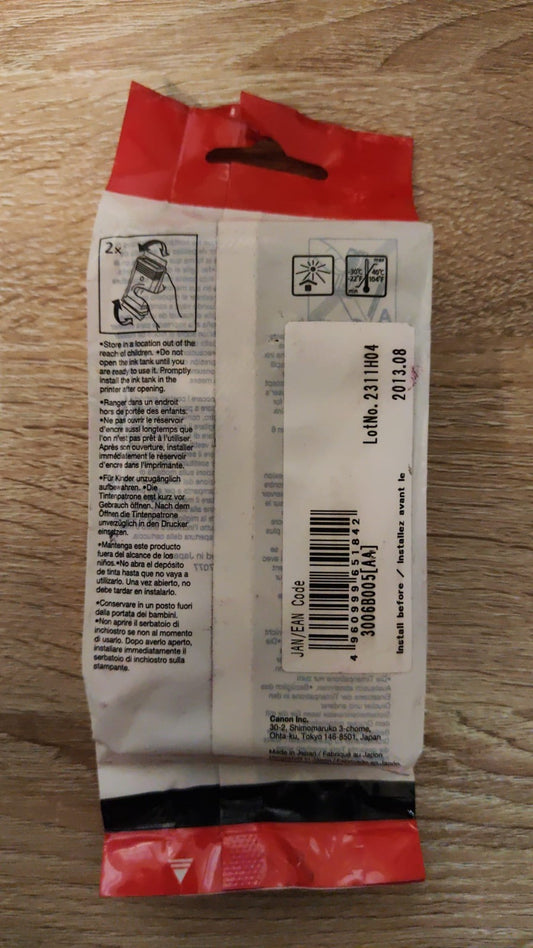 2x
max
-30℃
-22°F
40℃
104°F
min
•Store in a location out of the
reach of children. •Do not
open the ink tank until you
are ready to use it. Promptly
install the ink tank in the
printer after opening.
•Ranger dans un endroit
hors de portée des enfants.
•Ne pas ouvrir le réservoir
d'encre aussi longtemps que
l'on n'est pas prêt à l'utiliser.
Après son ouverture, installer
immédiatement le réservoir
d'encre dans l'imprimante.
•Für Kinder unzugänglich
aufbewahren. •Die
Tintenpatrone erst kurz vor
Gebrauch öffnen. Nach dem
Öffnen die Tintenpatrone
unverzüglich in den Drucker
einsetzen.
•Mantenga este producto
fuera del alcance de los
niños. •No abra el depósito
de tinta hasta que no vaya a
utilizarlo. Una vez abierto, no
debe tardar en instalarlo.
•Conservare in un posto fuori
dalla portata dei bambini.
•Non aprire il serbatoio di
inchiostro se non al momento
di usarlo. Dopo averlo aperto,
installare immediatamente il
serbatoio di inchiostro sulla
stampante.
JAN/EAN Code
4960999651842
3006B005[AA]
LotNo. 2311H04
2013.08
Install before / Installez avant le
Canon Inc.
30-2, Shimomaruko 3-chome,
Ohta-ku, Tokyo 146-8501, Japan
Made in Japan / Fabriqué au Japon